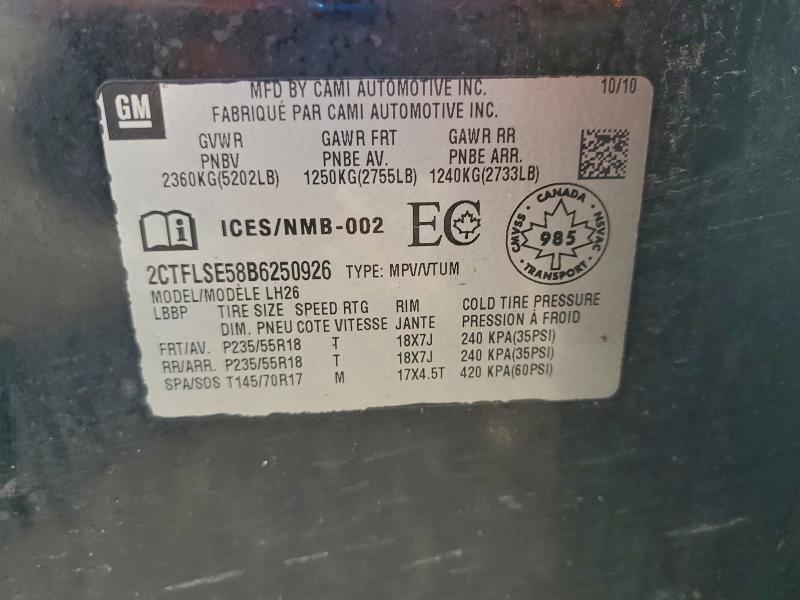 GM
MFD BY CAMI AUTOMOTIVE INC. 10/10
FABRIQUÉ PAR CAMI AUTOMOTIVE INC.
GVWR GAWR FRT GAWR RR
PNBV PNBE AV. PNBE ARR.
2360KG(5202LB) 1250KG(2755LB) 1240KG(2733LB)
i ICES/NMB-002 EC
CANADA CMVSS 985 NSVAC TRANSPORT
2CTFLSE58B6250926 TYPE: MPV/VTUM
MODEL/MODÈLE LH26
LBBP TIRE SIZE SPEED RTG RIM COLD TIRE PRESSURE
DIM. PNEU COTE VITESSE JANTE PRESSION À FROID
FRT/AV. P235/55R18 T 18X7J 240 KPA(35PSI)
RR/ARR. P235/55R18 T 18X7J 240 KPA(35PSI)
SPA/SOS T145/70R17 M 17X4.5T 420 KPA(60PSI)